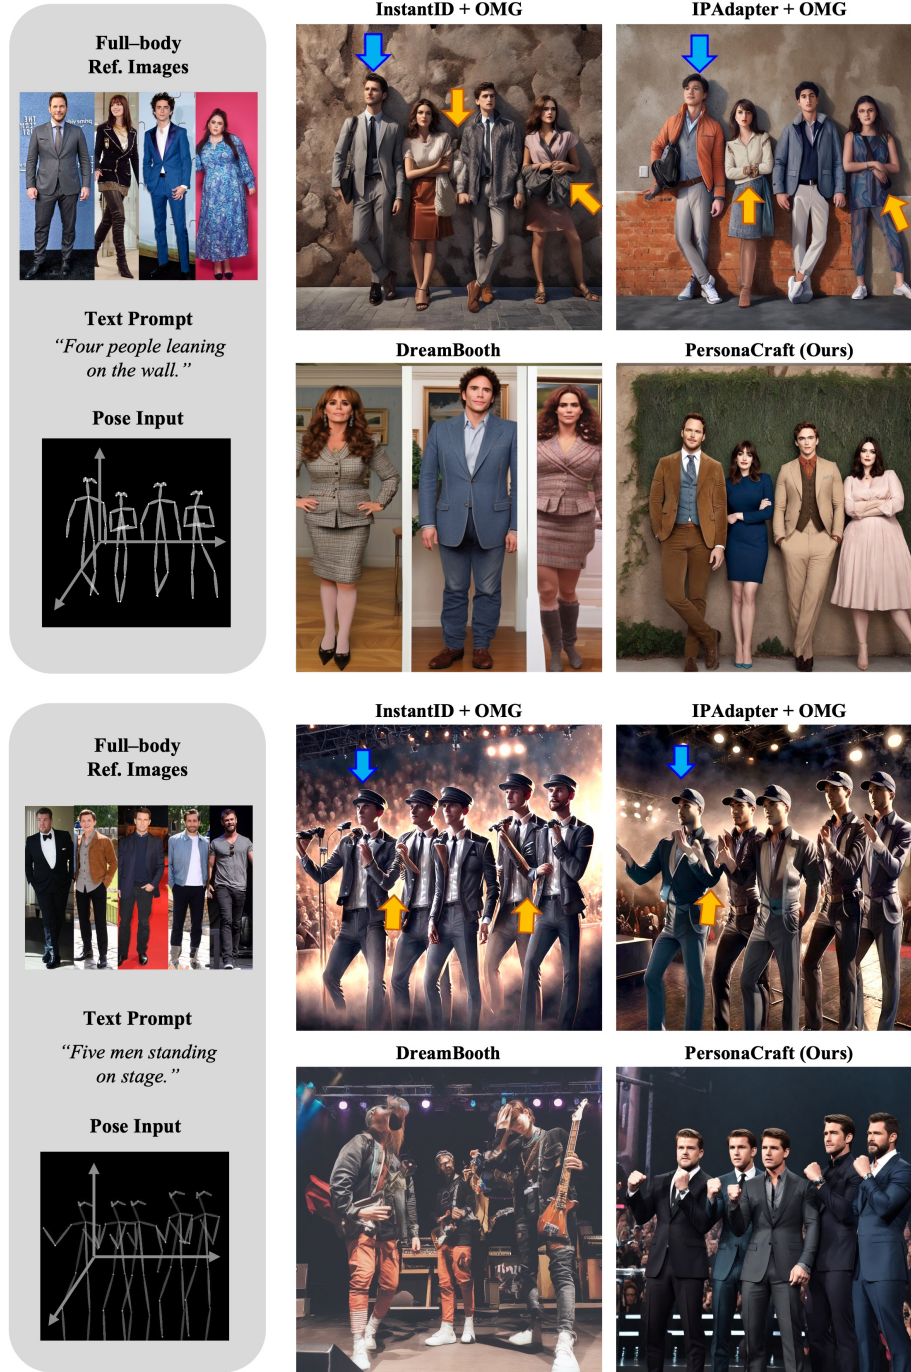 Full–body
Ref. Images
Text Prompt
“Four people leaning
on the wall.”
Pose Input
InstantID + OMG
IPAdapter + OMG
DreamBooth
PersonaCraft (Ours)
Full–body
Ref. Images
Text Prompt
“Five men standing
on stage.”
Pose Input
InstantID + OMG
IPAdapter + OMG
DreamBooth
PersonaCraft (Ours)